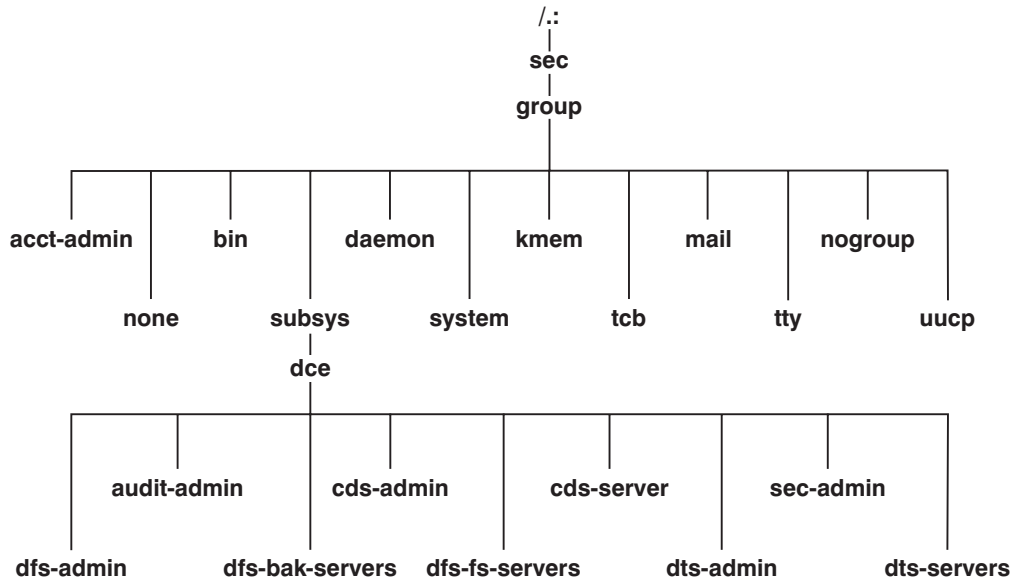 /.:
sec
group
acct-admin bin daemon kmem mail nogroup
none subsys system tcb tty uucp
dce
audit-admin cds-admin cds-server sec-admin
dfs-admin dfs-bak-servers dfs-fs-servers dts-admin dts-servers